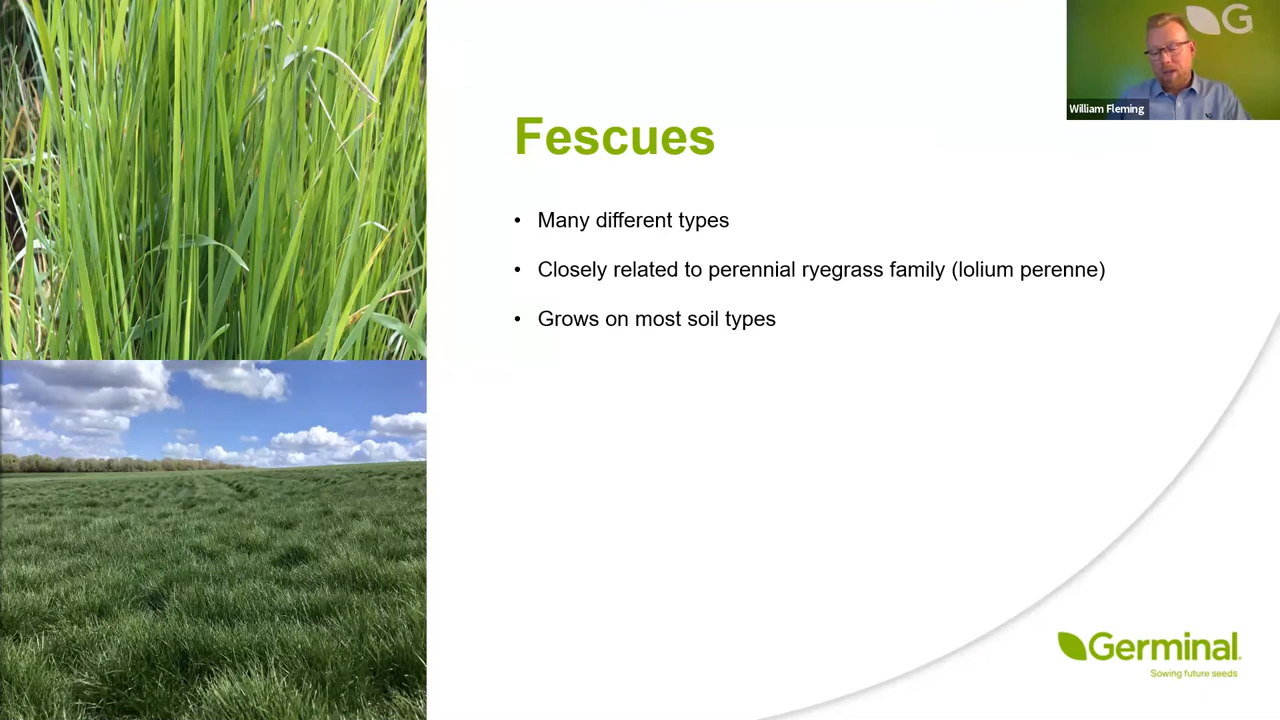 G
William Fleming
Fescues
• Many different types
• Closely related to perennial ryegrass family (lolium perenne)
• Grows on most soil types
Germinal
Sowing future seeds